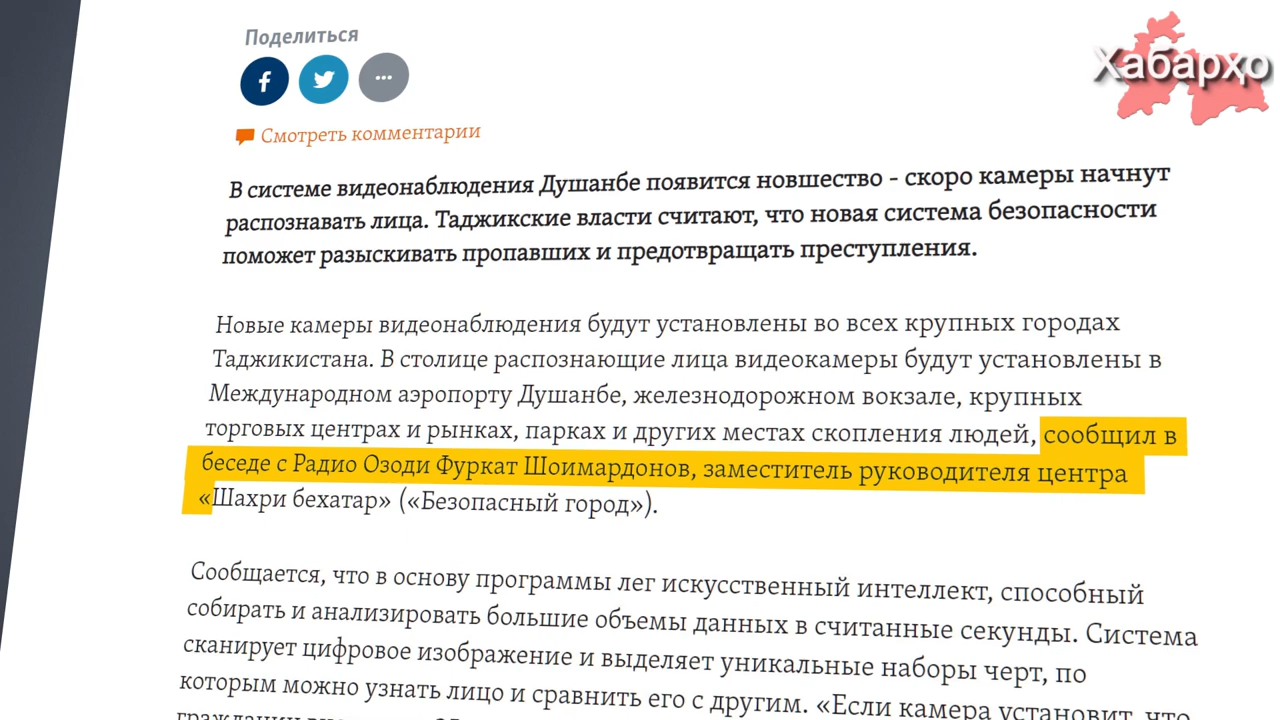 Поделиться
Хабарҳо
Смотреть комментарии
В системе видеонаблюдения Душанбе появится новшество - скоро камеры начнут
распознавать лица. Таджикские власти считают, что новая система безопасности
поможет разыскивать пропавших и предотвращать преступления.
Новые камеры видеонаблюдения будут установлены во всех крупных городах
Таджикистана. В столице распознающие лица видеокамеры будут установлены в
Международном аэропорту Душанбе, железнодорожном вокзале, крупных
торговых центрах и рынках, парках и других местах скопления людей, сообщил в
беседе с Радио Озоди Фуркат Шоимардонов, заместитель руководителя центра
«Шахри бехатар» («Безопасный город»).
Сообщается, что в основу программы лег искусственный интеллект, способный
собирать и анализировать большие объемы данных в считанные секунды. Система
сканирует цифровое изображение и выделяет уникальные наборы черт, по
которым можно узнать лицо и сравнить его с другим. «Если камера установит, что